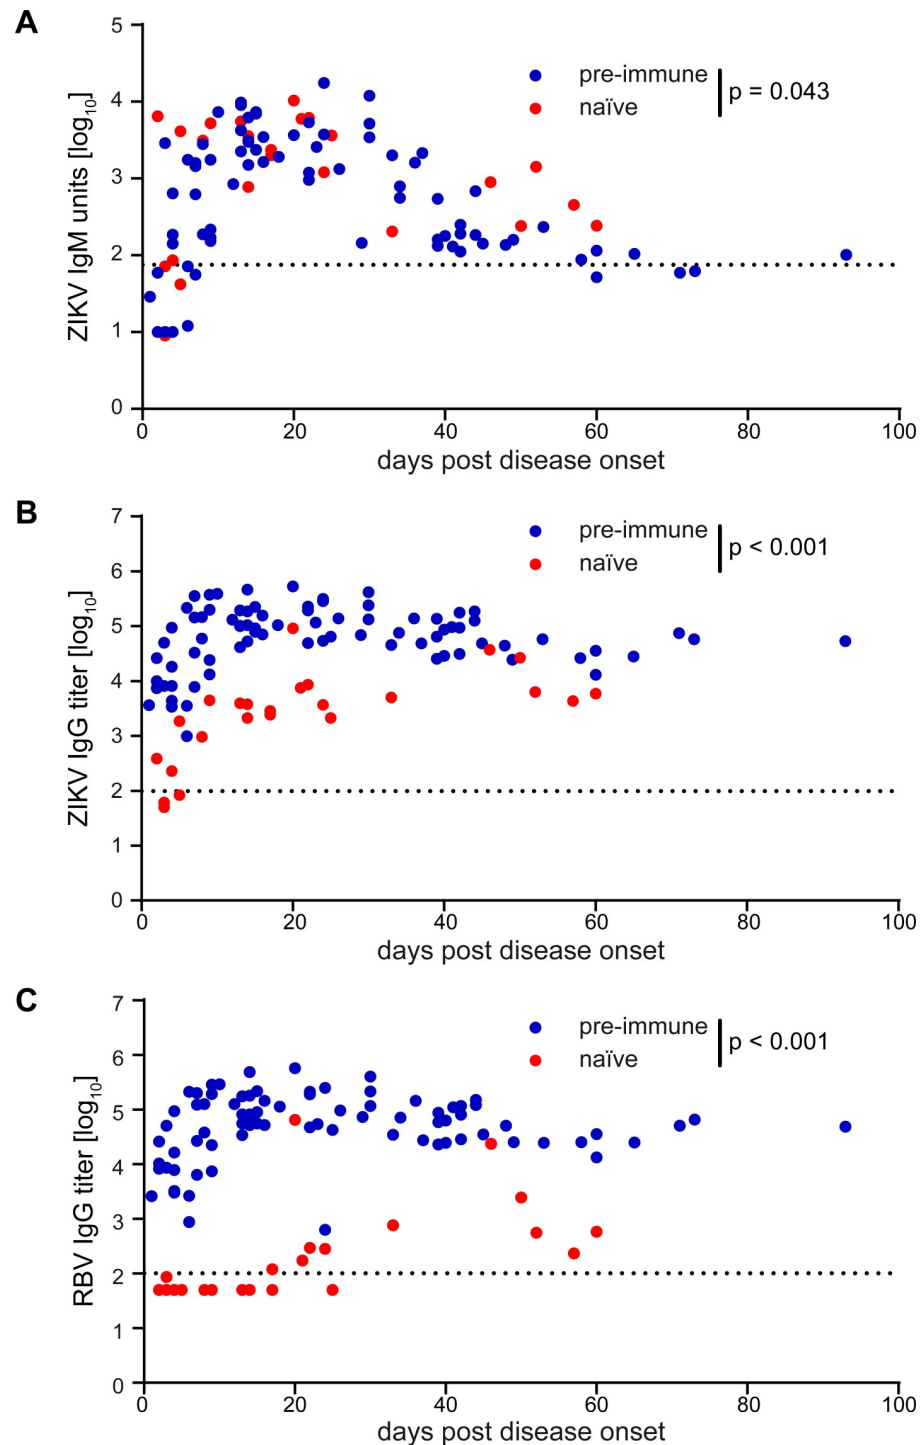 A
ZIKV IgM units [log10]
5
4
3
2
1
0
pre-immune
naïve
p = 0.043
0 20 40 60 80 100
days post disease onset
B
ZIKV IgG titer [log10]
7
6
5
4
3
2
1
0
pre-immune
naïve
p < 0.001
0 20 40 60 80 100
days post disease onset
C
RBV IgG titer [log10]
7
6
5
4
3
2
1
0
pre-immune
naïve
p < 0.001
0 20 40 60 80 100
days post disease onset